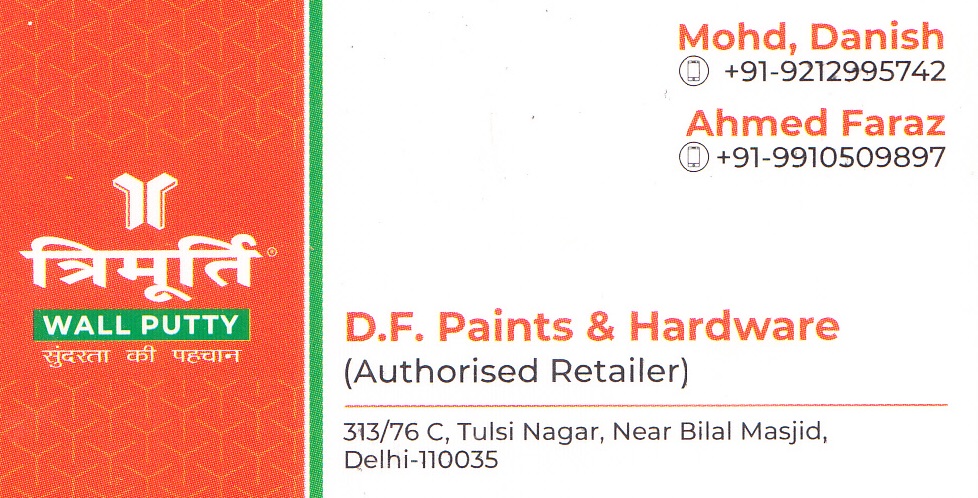 Mohd, Danish
+91-9212995742
Ahmed Faraz
+91-9910509897
त्रिमूर्ति®
WALL PUTTY
सुंदरता की पहचान
D.F. Paints & Hardware
(Authorised Retailer)
313/76 C, Tulsi Nagar, Near Bilal Masjid,
Delhi-110035